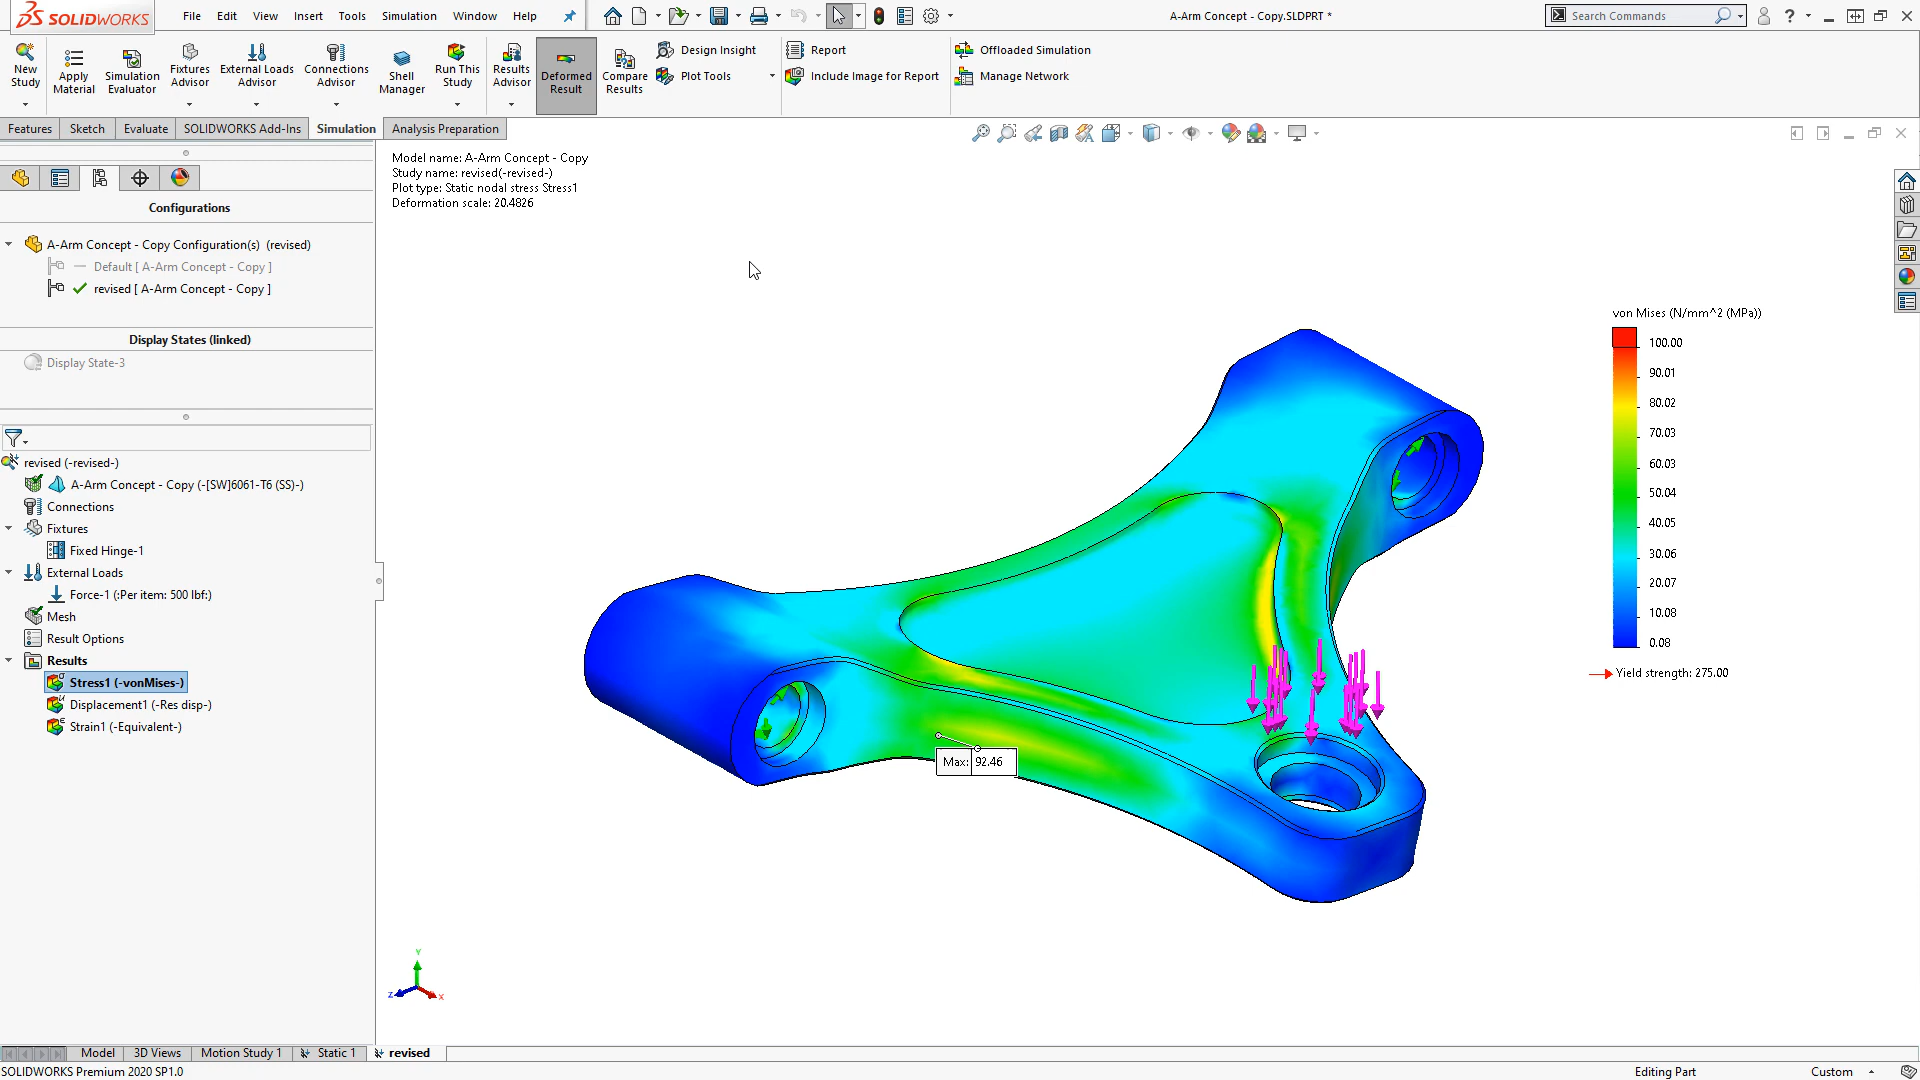 SOLIDWORKS
File Edit View Insert Tools Simulation Window Help
A-Arm Concept - Copy.SLDPRT *
Search Commands
New Study
Apply Material
Simulation Evaluator
Fixtures Advisor
External Loads Advisor
Connections Advisor
Shell Manager
Run This Study
Results Advisor
Deformed Result
Compare Results
Design Insight
Plot Tools
Report
Include Image for Report
Offloaded Simulation
Manage Network
Features Sketch Evaluate SOLIDWORKS Add-Ins Simulation Analysis Preparation
Configurations
A-Arm Concept - Copy Configuration(s) (revised)
Default [ A-Arm Concept - Copy ]
revised [ A-Arm Concept - Copy ]
Display States (linked)
Display State-3
revised (-revised-)
A-Arm Concept - Copy (-[SW]6061-T6 (SS)-)
Connections
Fixtures
Fixed Hinge-1
External Loads
Force-1 (:Per item: 500 lbf:)
Mesh
Result Options
Results
Stress1 (-vonMises-)
Displacement1 (-Res disp-)
Strain1 (-Equivalent-)
Model name: A-Arm Concept - Copy
Study name: revised(-revised-)
Plot type: Static nodal stress Stress1
Deformation scale: 20.4826
von Mises (N/mm^2 (MPa))
100.00
90.01
80.02
70.03
60.03
50.04
40.05
30.06
20.07
10.08
0.08
Yield strength: 275.00
Max: 92.46
Y
Z
X
Model 3D Views Motion Study 1 Static 1 revised
SOLIDWORKS Premium 2020 SP1.0
Editing Part
Custom